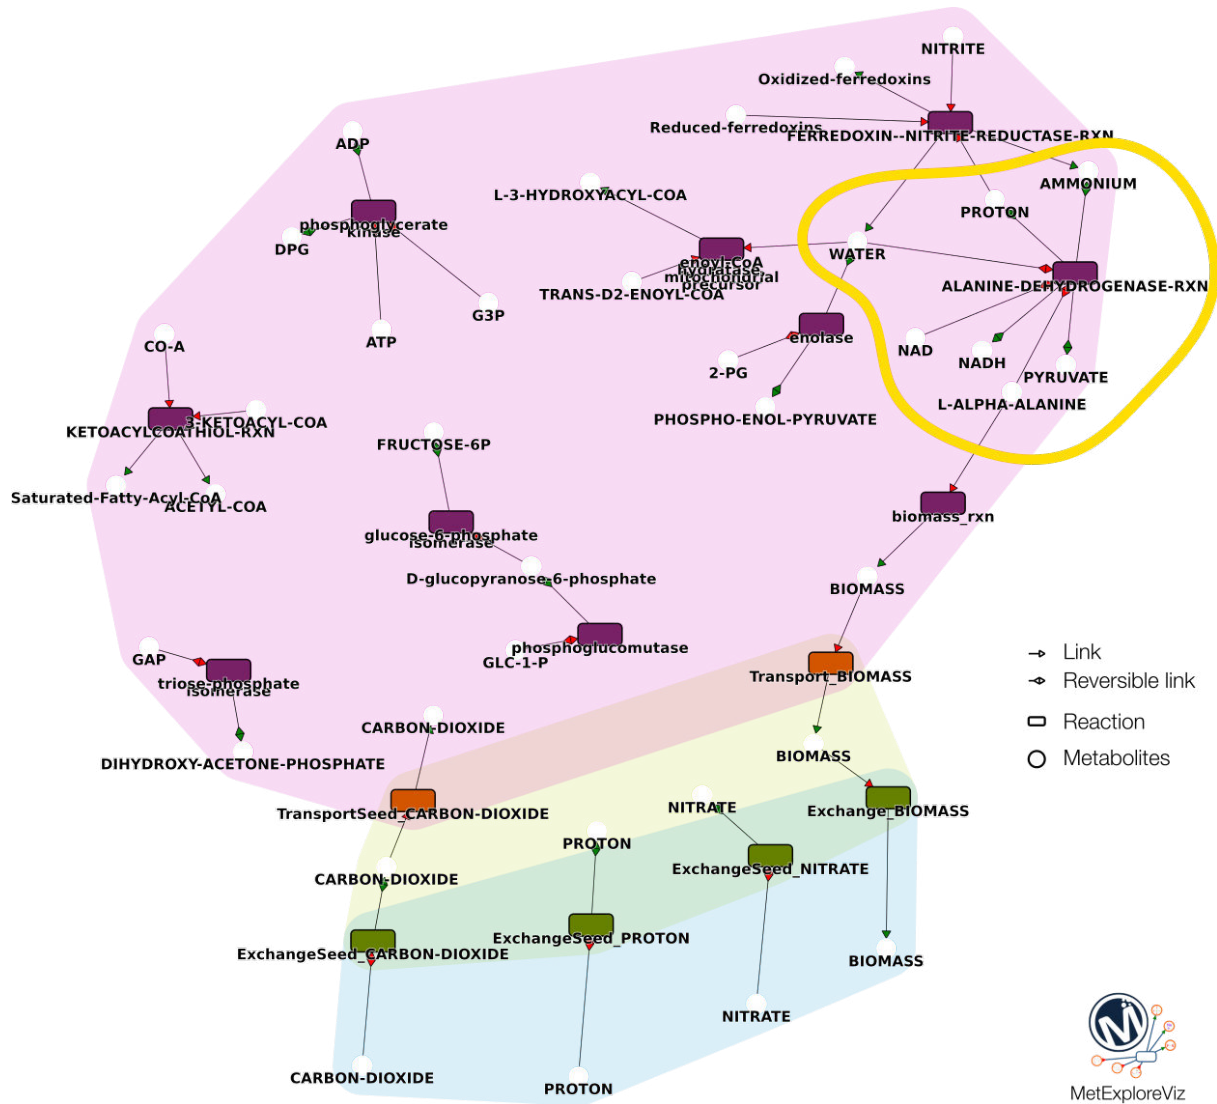 NITRITE
Oxidized-ferredoxins
Reduced-ferredoxins
FERREDOXIN--NITRITE-REDUCTASE-RXN
ADP
AMMONIUM
L-3-HYDROXYACYL-COA
PROTON
phosphoglycerate
kinase
DPG
WATER
enoyl-CoA
hydratase,
mitochondrial
precursor
TRANS-D2-ENOYL-COA
ALANINE-DEHYDROGENASE-RXN
G3P
ATP
enolase
CO-A
NAD
NADH
2-PG
PYRUVATE
L-ALPHA-ALANINE
PHOSPHO-ENOL-PYRUVATE
3-KETOACYL-COA
KETOACYLCOATHIOL-RXN
FRUCTOSE-6P
Saturated-Fatty-Acyl-CoA
ACETYL-COA
biomass_rxn
glucose-6-phosphate
isomerase
D-glucopyranose-6-phosphate
BIOMASS
phosphoglucomutase
GLC-1-P
GAP
triose-phosphate
isomerase
Transport_BIOMASS
Link
Reversible link
Reaction
Metabolites
CARBON-DIOXIDE
BIOMASS
DIHYDROXY-ACETONE-PHOSPHATE
NITRATE
Exchange_BIOMASS
TransportSeed_CARBON-DIOXIDE
PROTON
ExchangeSeed_NITRATE
CARBON-DIOXIDE
ExchangeSeed_PROTON
ExchangeSeed_CARBON-DIOXIDE
BIOMASS
NITRATE
CARBON-DIOXIDE
PROTON
M
MetExploreViz